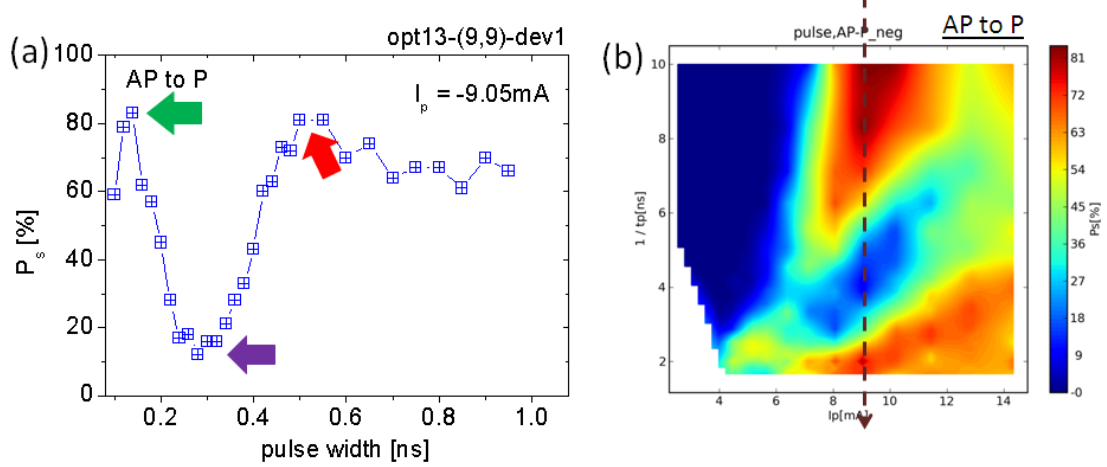 opt13-(9,9)-dev1
(a)
AP to P
I_p = -9.05mA
100
80
60
40
20
0
P_s [%]
0.2 0.4 0.6 0.8 1.0
pulse width [ns]
pulse,AP-P_neg
AP to P
(b)
10
8
6
4
2
1 / tp[ns]
4 6 8 10 12 14
Ip[mA]
81
72
63
54
45
36
27
18
9
-0
Ps[%]